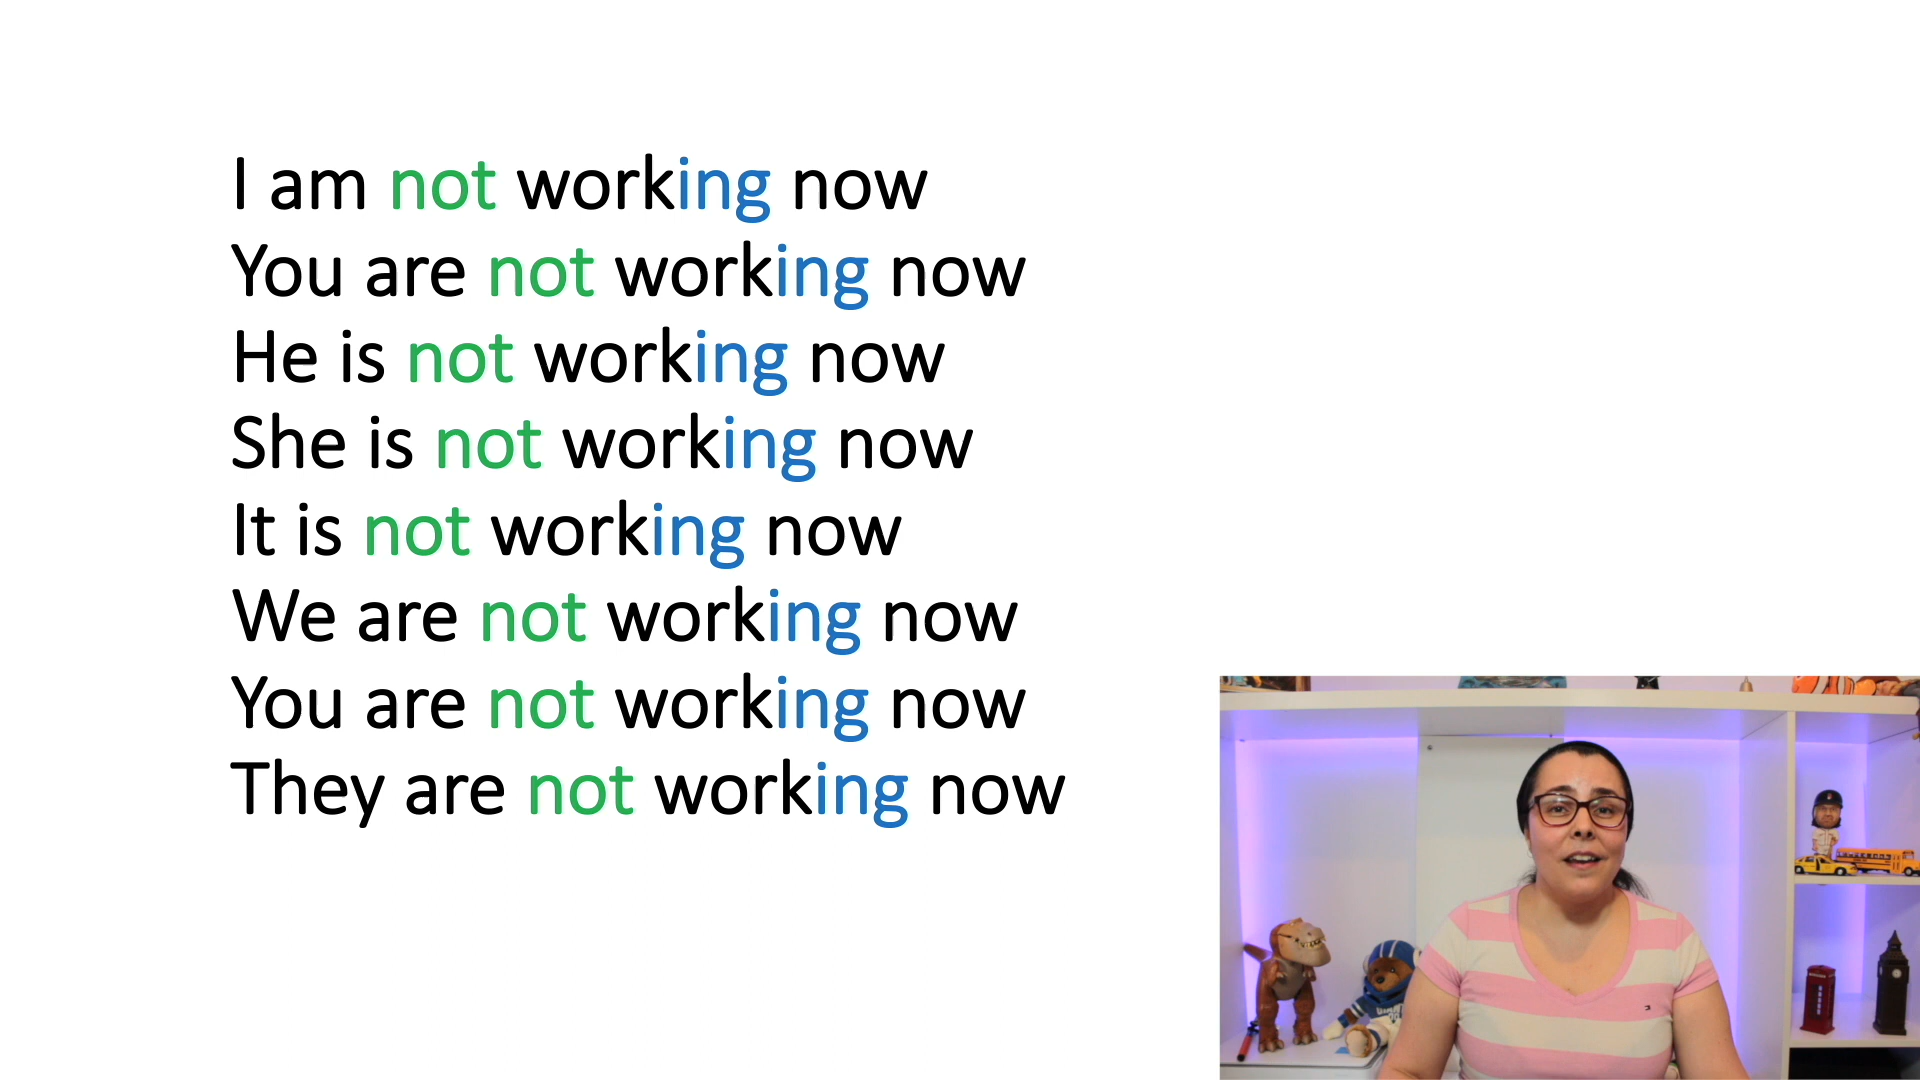 I am not working now
You are not working now
He is not working now
She is not working now
It is not working now
We are not working now
You are not working now
They are not working now